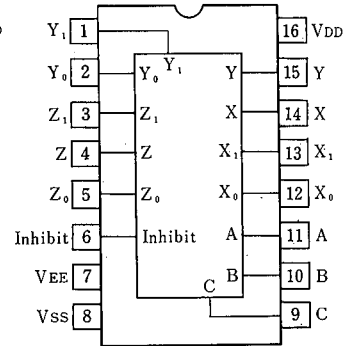 Y₁ 1 16 VDD
Y₀ 2 Y₀ Y₁ Y 15 Y
Z₁ 3 Z₁ X 14 X
Z 4 Z X₁ 13 X₁
Z₀ 5 Z₀ X₀ 12 X₀
Inhibit 6 Inhibit A 11 A
VEE 7 B 10 B
VSS 8 C 9 C